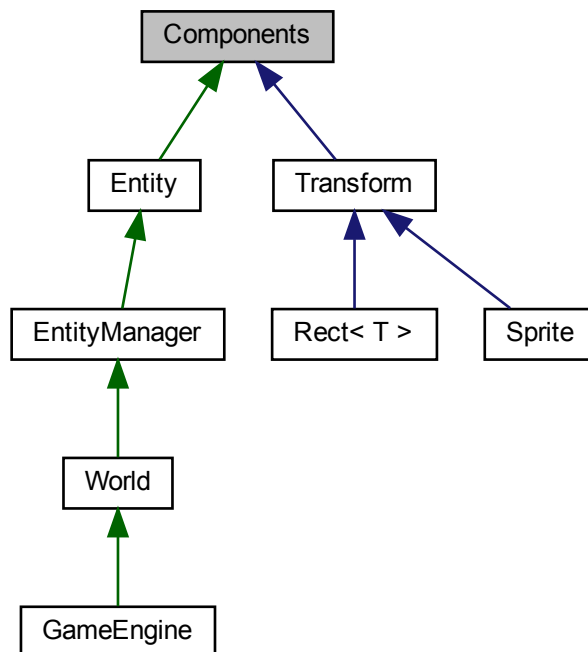 Components
Entity
Transform
EntityManager
Rect< T >
Sprite
World
GameEngine